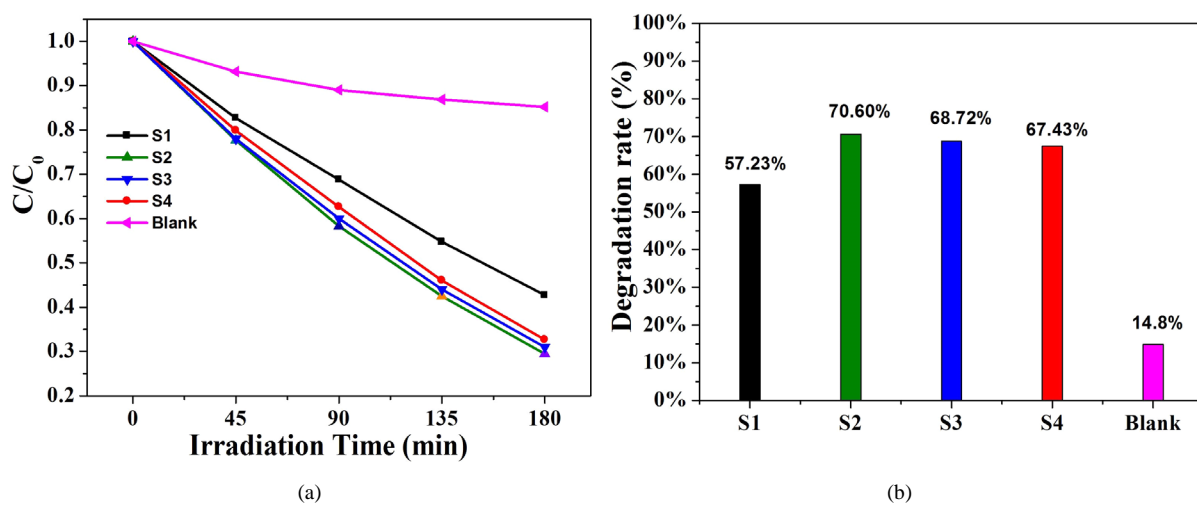 C/C0
1.0
0.9
0.8
0.7
0.6
0.5
0.4
0.3
0.2
S1
S2
S3
S4
Blank
0 45 90 135 180
Irradiation Time (min)
(a)
Degradation rate (%)
100%
90%
80%
70%
60%
50%
40%
30%
20%
10%
0%
57.23%
70.60%
68.72%
67.43%
14.8%
S1 S2 S3 S4 Blank
(b)